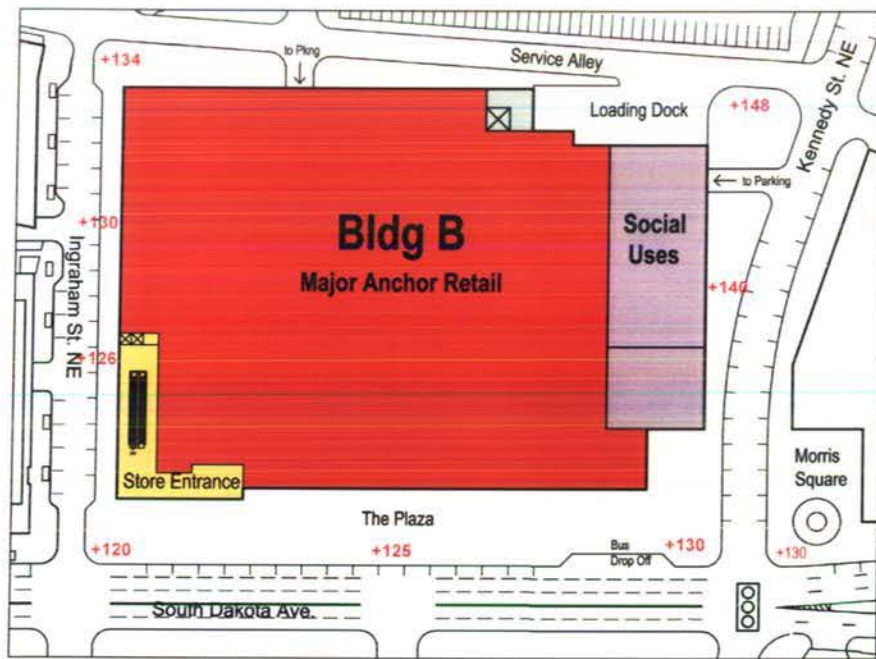 +134
to Pkng
Service Alley
Loading Dock
+148
Kennedy St. NE
to Parking
+130
Ingraham St. NE
Bldg B
Major Anchor Retail
Social
Uses
+140
+126
Store Entrance
Morris
Square
The Plaza
+120
+125
Bus
Drop Off
+130
+130
South Dakota Ave.